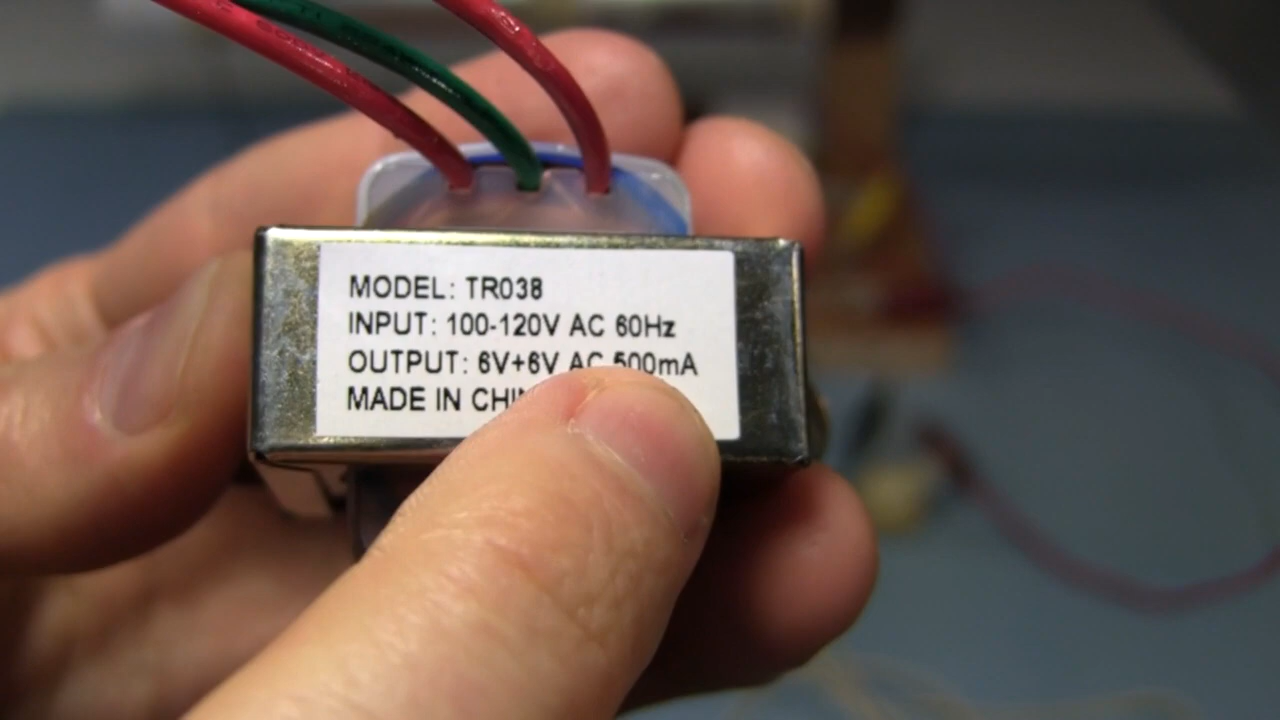 MODEL: TR038
INPUT: 100-120V AC 60Hz
OUTPUT: 6V+6V AC 500mA
MADE IN